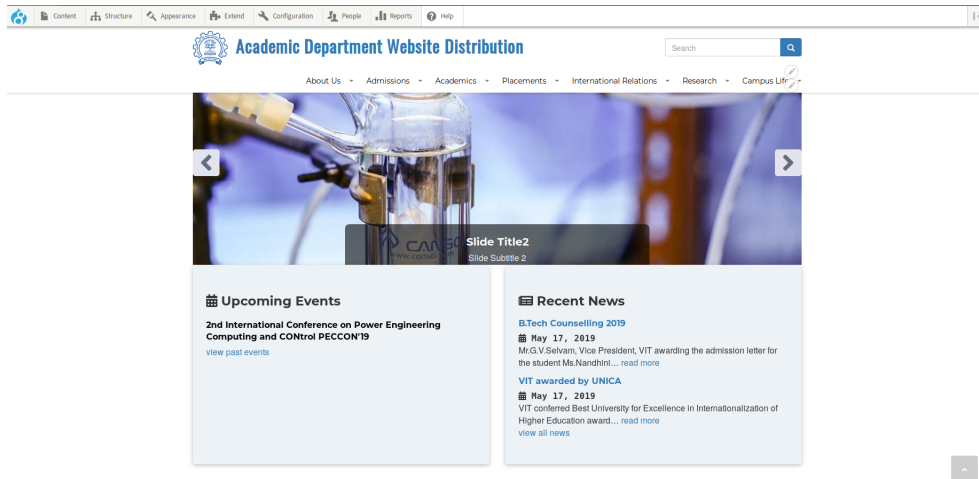 Content Structure Appearance Extend Configuration People Reports Help
Academic Department Website Distribution
Search
About Us Admissions Academics Placements International Relations Research Campus Life
CANSCI
www.cansci.com
Slide Title2
Slide Subtitle 2
Upcoming Events
2nd International Conference on Power Engineering
Computing and CONtrol PECCON'19
view past events
Recent News
B.Tech Counselling 2019
May 17, 2019
Mr.G.V.Selvam, Vice President, VIT awarding the admission letter for
the student Ms.Nandhini... read more
VIT awarded by UNICA
May 17, 2019
VIT conferred Best University for Excellence in Internationalization of
Higher Education award... read more
view all news